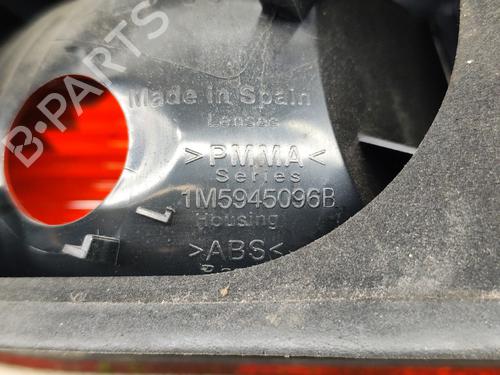 B-PARTS
Made in Spain
Lenses
>PMMA<
Series
1M5945096B
Housing
>ABS<